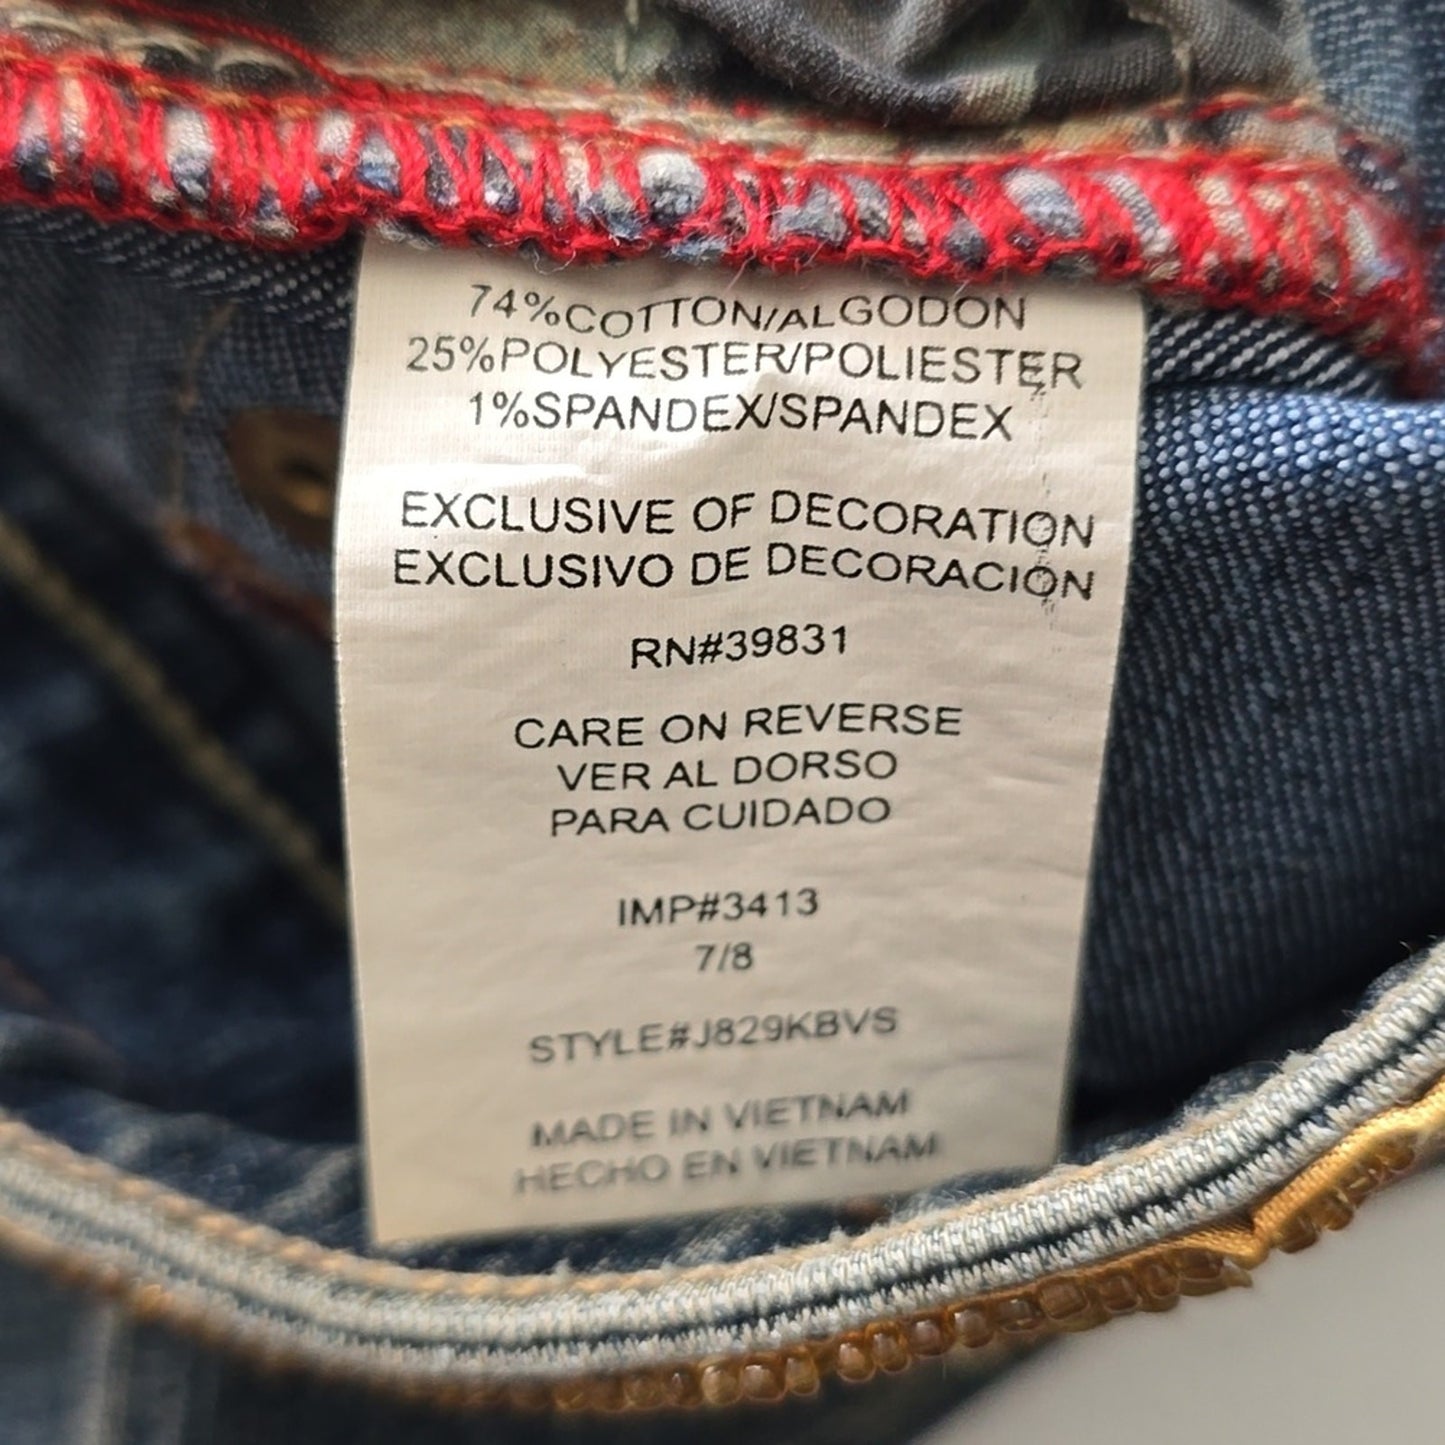 74%COTTON/ALGODON
25%POLYESTER/POLIESTER
1%SPANDEX/SPANDEX
EXCLUSIVE OF DECORATION
EXCLUSIVO DE DECORACIÓN
RN#39831
CARE ON REVERSE
VER AL DORSO
PARA CUIDADO
IMP#3413
7/8
STYLE#J829KBVS
MADE IN VIETNAM
HECHO EN VIETNAM